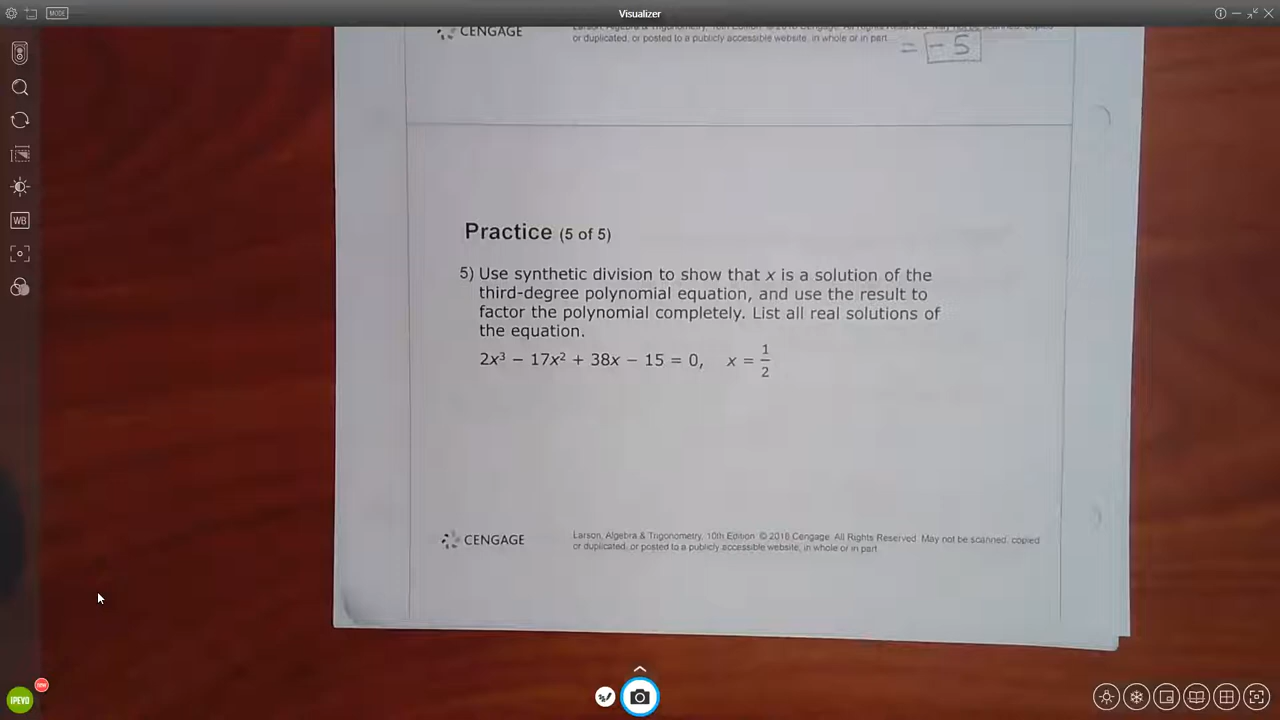 Visualizer
MODE
CENGAGE
or duplicated, or posted to a publicly accessible website, in whole or in part.
= -5
Practice (5 of 5)
5) Use synthetic division to show that x is a solution of the
third-degree polynomial equation, and use the result to
factor the polynomial completely. List all real solutions of
the equation.
2x³ − 17x² + 38x − 15 = 0, x = 1/2
CENGAGE
Larson, Algebra & Trigonometry, 10th Edition. © 2018 Cengage. All Rights Reserved. May not be scanned, copied
or duplicated, or posted to a publicly accessible website, in whole or in part.
WB
new
IPEVO